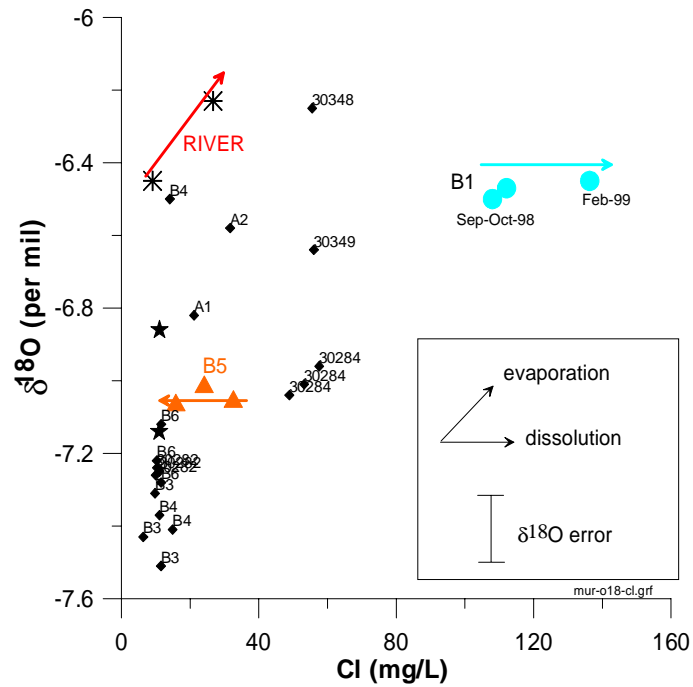 -6
-6.4
-6.8
-7.2
-7.6
δ18O (per mil)
0
40
80
120
160
Cl (mg/L)
RIVER
30348
B4
A2
30349
B1
Sep-Oct-98
Feb-99
A1
B5
30284
30284
30284
B6
B6
30282
B6
B3
B4
B3
B4
B3
evaporation
dissolution
δ18O error
mur-o18-cl.grf